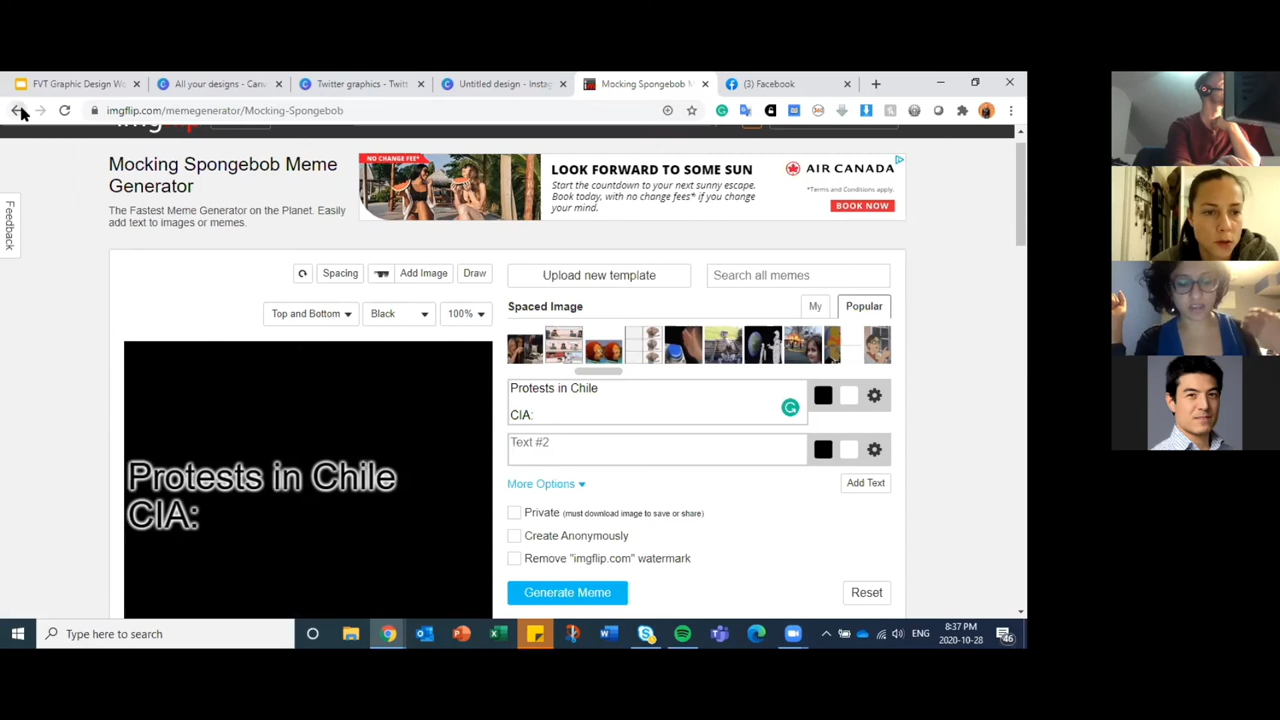 FVT Graphic Design Wo
All your designs - Canv
Twitter graphics - Twitt
Untitled design - Instag
Mocking Spongebob M
(3) Facebook
imgflip.com/memegenerator/Mocking-Spongebob
Mocking Spongebob Meme
Generator
The Fastest Meme Generator on the Planet. Easily
add text to images or memes.
NO CHANGE FEE*
LOOK FORWARD TO SOME SUN
Start the countdown to your next sunny escape.
Book today, with no change fees* if you
change your mind.
AIR CANADA
*Terms and Conditions apply.
BOOK NOW
Feedback
Spacing
Add Image
Draw
Upload new template
Search all memes
Top and Bottom
Black
100%
Spaced Image
My
Popular
Protests in Chile
CIA:
Text #2
More Options
Add Text
Private (must download image to save or share)
Create Anonymously
Remove "imgflip.com" watermark
Generate Meme
Reset
Protests in Chile
CIA:
Type here to search
ENG
8:37 PM
2020-10-28
46